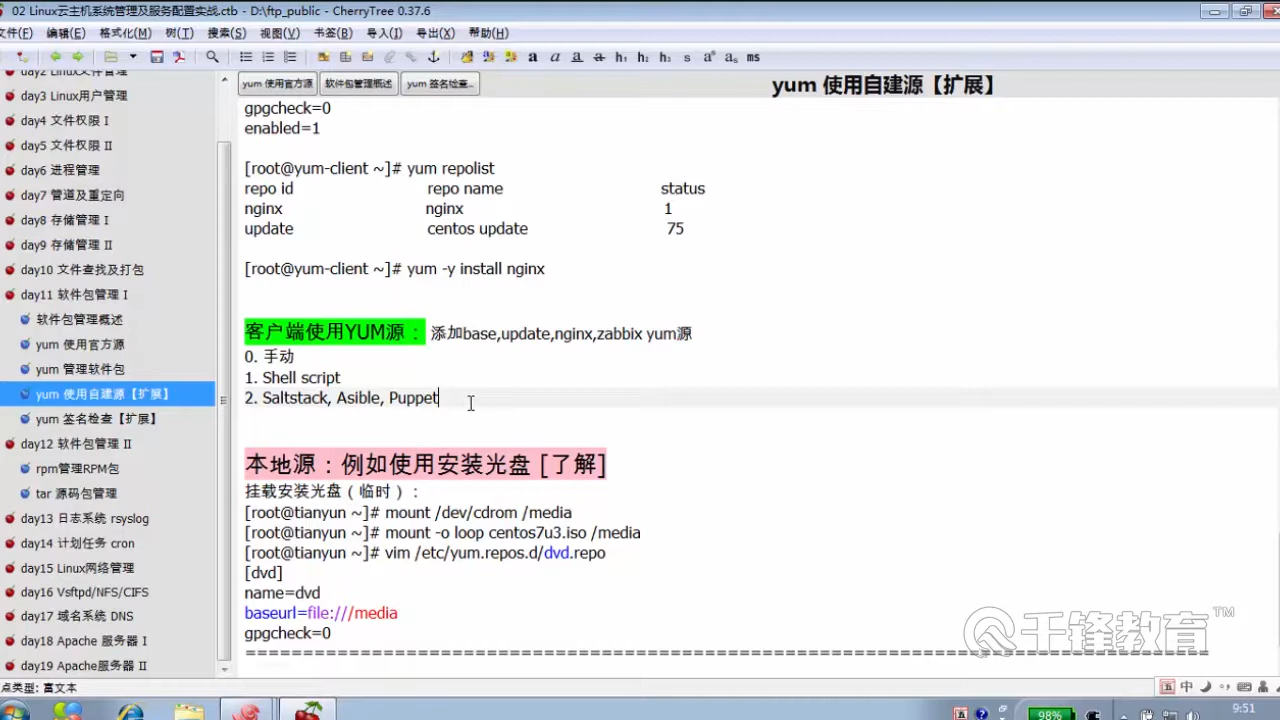 02 Linux云主机系统管理及服务配置实战.ctb - D:\ftp_public - CherryTree 0.37.6
文件(F) 编辑(E) 格式化(M) 树(T) 搜索(S) 视图(V) 书签(B) 导入(I) 导出(X) 帮助(H)
a a a a h₁ h₂ h₃ s aˢ aₛ ms
day2 Linux文件管理
day3 Linux用户管理
day4 文件权限 I
day5 文件权限 II
day6 进程管理
day7 管道及重定向
day8 存储管理 I
day9 存储管理 II
day10 文件查找及打包
day11 软件包管理 I
软件包管理概述
yum 使用官方源
yum 管理软件包
yum 使用自建源【扩展】
yum 签名检查【扩展】
day12 软件包管理 II
rpm管理RPM包
tar 源码包管理
day13 日志系统 rsyslog
day14 计划任务 cron
day15 Linux网络管理
day16 Vsftpd/NFS/CIFS
day17 域名系统 DNS
day18 Apache 服务器 I
day19 Apache服务器 II
yum 使用官方源 软件包管理概述 yum 签名检查...
yum 使用自建源【扩展】
gpgcheck=0
enabled=1
[root@yum-client ~]# yum repolist
repo id repo name status
nginx nginx 1
update centos update 75
[root@yum-client ~]# yum -y install nginx
客户端使用YUM源： 添加base,update,nginx,zabbix yum源
0. 手动
1. Shell script
2. Saltstack, Asible, Puppet
本地源：例如使用安装光盘 [了解]
挂载安装光盘（临时）：
[root@tianyun ~]# mount /dev/cdrom /media
[root@tianyun ~]# mount -o loop centos7u3.iso /media
[root@tianyun ~]# vim /etc/yum.repos.d/dvd.repo
[dvd]
name=dvd
baseurl=file:///media
gpgcheck=0
千锋教育™
点类型: 富文本
五 中
98%
9:51